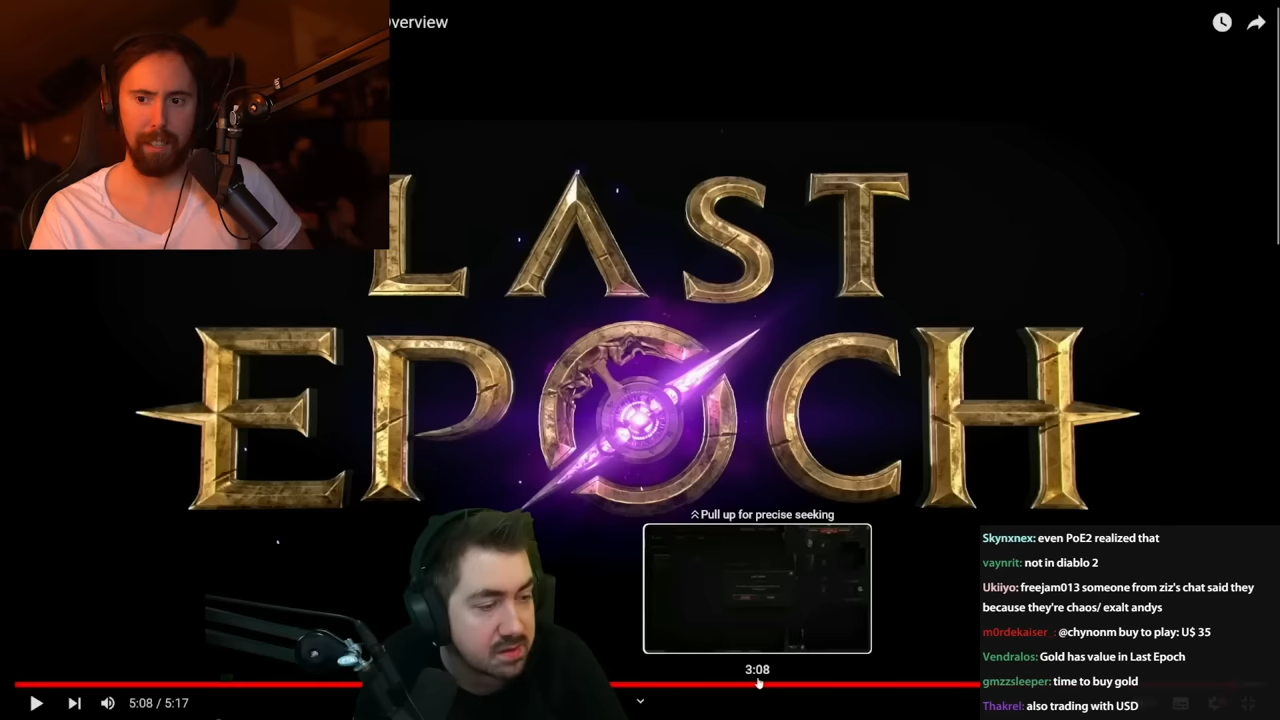 Overview
LAST
EPOCH
Pull up for precise seeking
3:08
5:08 / 5:17
Skynxnex: even PoE2 realized that
vaynrit: not in diablo 2
Ukiiyo: freejam013 someone from ziz's chat said they
because they're chaos/ exalt andys
m0rdekaiser_: @chynonm buy to play: U$ 35
Vendralos: Gold has value in Last Epoch
gmzzsleeper: time to buy gold
Thakrel: also trading with USD